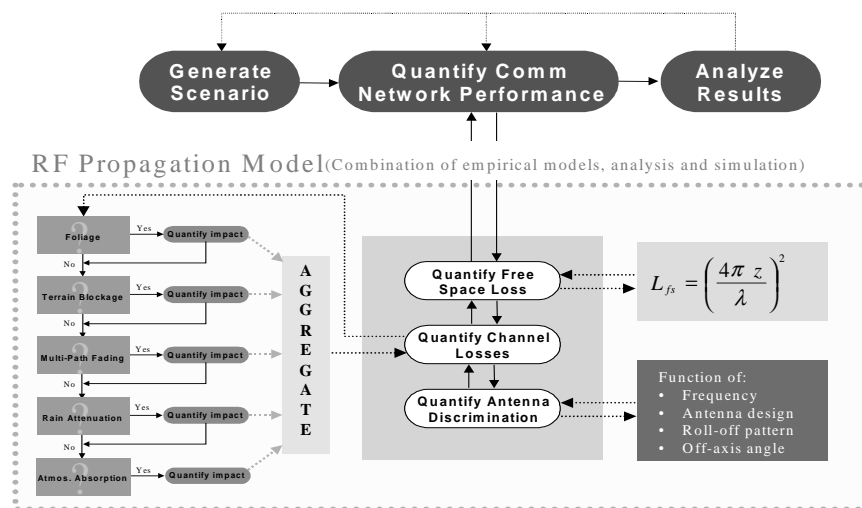 Generate
Scenario
Quantify Comm
Network Performance
Analyze
Results
RF Propagation Model(Combination of empirical models, analysis and simulation)
?
Foliage
Yes
Quantify impact
No
?
Terrain Blockage
Yes
Quantify impact
No
?
Multi-Path Fading
Yes
Quantify impact
No
?
Rain Attenuation
Yes
Quantify impact
No
?
Atmos. Absorption
Yes
Quantify impact
A
G
G
R
E
G
A
T
E
Quantify Free
Space Loss
Quantify Channel
Losses
Quantify Antenna
Discrimination
L_fs = (4π z / λ)²
Function of:
• Frequency
• Antenna design
• Roll-off pattern
• Off-axis angle